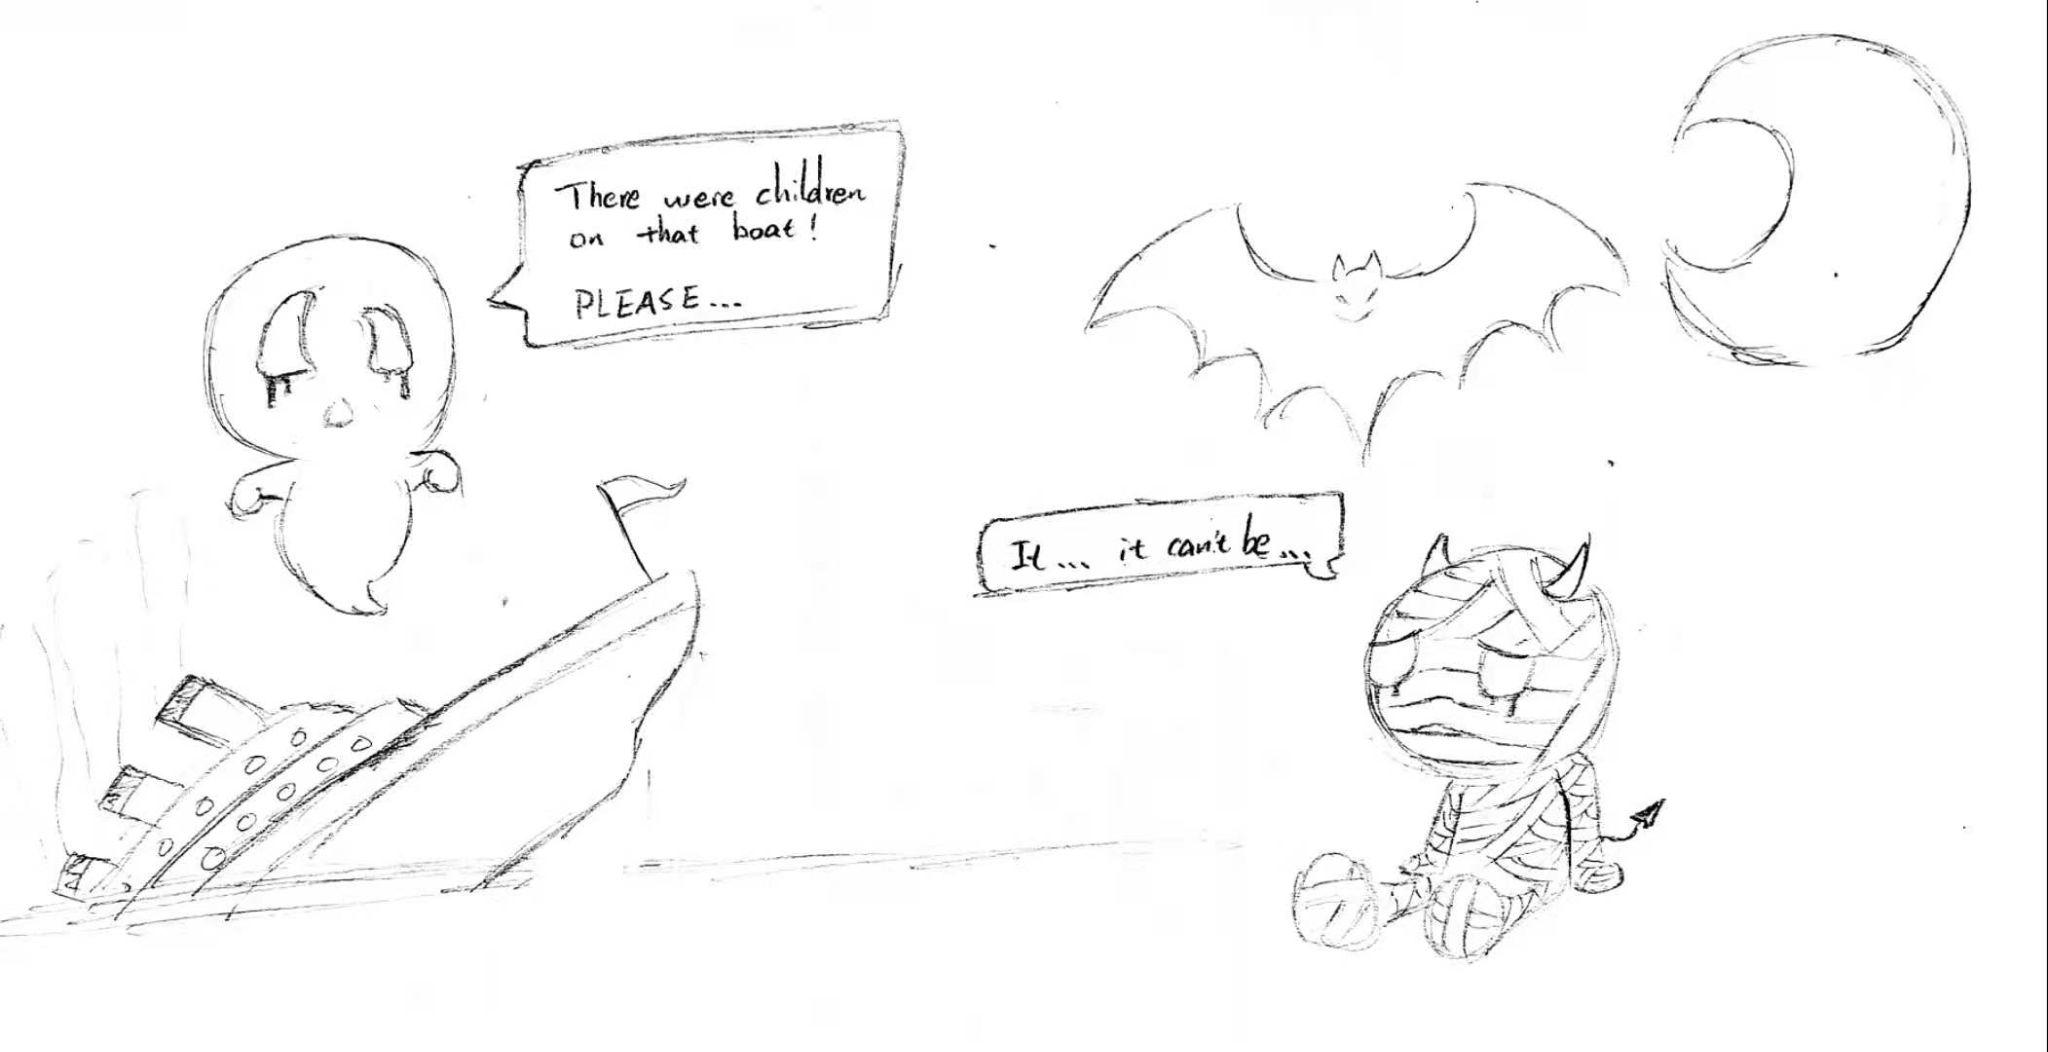 There were children
on that boat!
PLEASE...
It... it can't be...